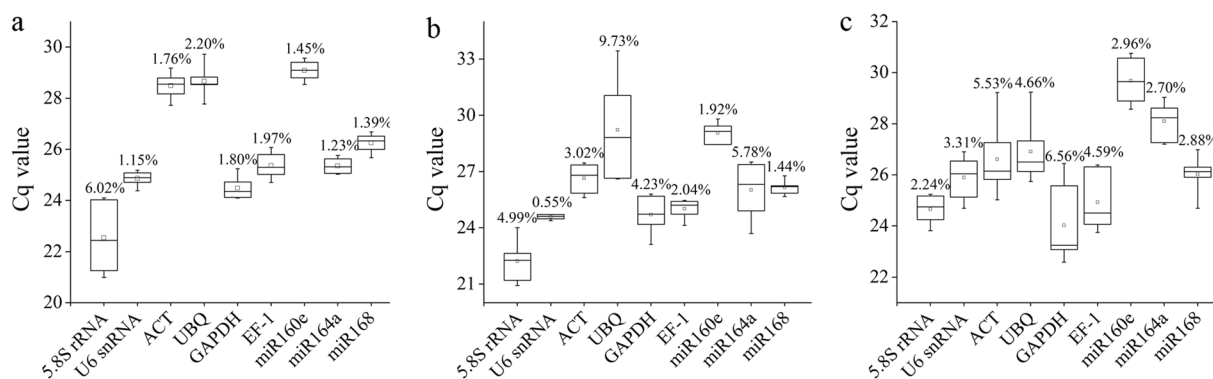 a
Cq value
30
28
26
24
22
20
6.02%
1.15%
1.76%
2.20%
1.80%
1.97%
1.45%
1.23%
1.39%
5.8S rRNA
U6 snRNA
ACT
UBQ
GAPDH
EF-1
miR160e
miR164a
miR168
b
Cq value
33
30
27
24
21
4.99%
0.55%
3.02%
9.73%
4.23%
2.04%
1.92%
5.78%
1.44%
5.8S rRNA
U6 snRNA
ACT
UBQ
GAPDH
EF-1
miR160e
miR164a
miR168
c
Cq value
32
30
28
26
24
22
2.24%
3.31%
5.53%
4.66%
6.56%
4.59%
2.96%
2.70%
2.88%
5.8S rRNA
U6 snRNA
ACT
UBQ
GAPDH
EF-1
miR160e
miR164a
miR168